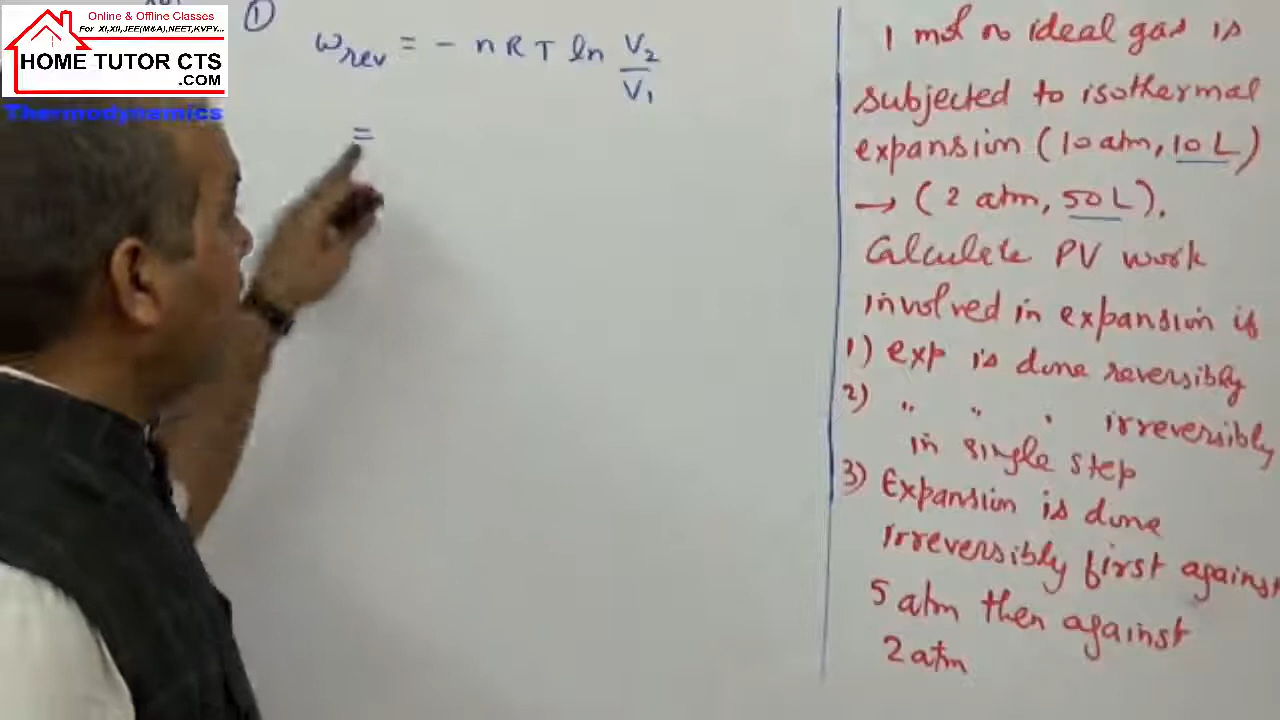 Online & Offline Classes
For XI,XII,JEE(M&A),NEET,KVPY...
HOME TUTOR CTS
.COM
Thermodynamics
①
Wrev = - nRT ln V2/V1
=
1 mol
ideal gas is
subjected to isothermal
expansion (10 atm, 10 L)
→ (2 atm, 50 L).
Calculate PV work
involved in expansion if
1) exp is done reversibly
2) " " " irreversibly
in single step
3) Expansion is done
irreversibly first against
5 atm then against
2 atm